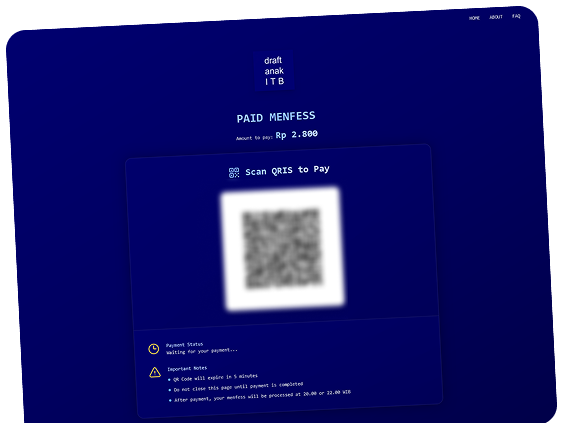 HOME ABOUT FAQ
draft
anak
I T B
PAID MENFESS
Amount to pay: Rp 2.800
Scan QRIS to Pay
Payment Status
Waiting for your payment...
Important Notes
• QR Code will expire in 5 minutes
• Do not close this page until payment is completed
• After payment, your menfess will be processed at 20.00 or 22.00 WIB